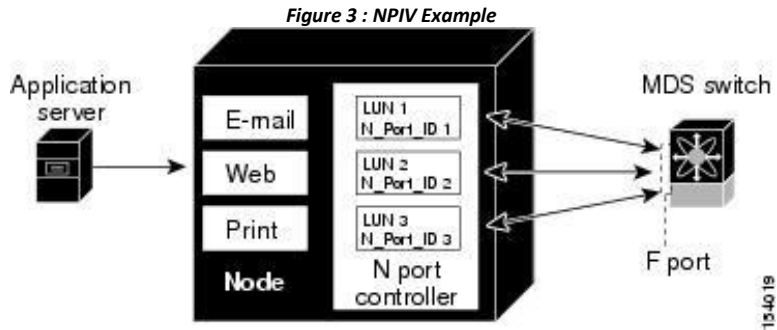 Figure 3 : NPIV Example
Application
server
E-mail
Web
Print
Node
LUN 1
N_Port_ID 1
LUN 2
N_Port_ID 2
LUN 3
N_Port_ID 3
N port
controller
MDS switch
F port
154019